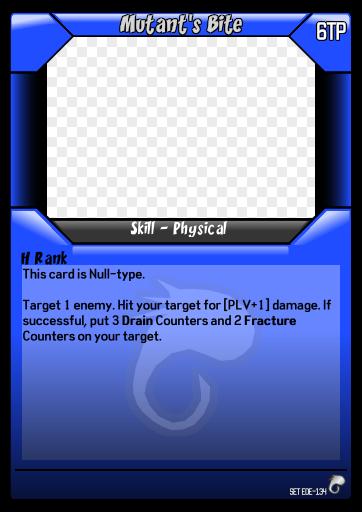 Mutant's Bite
6TP
Skill - Physical
H Rank
This card is Null-type.
Target 1 enemy. Hit your target for [PLV+1] damage. If
successful, put 3 Drain Counters and 2 Fracture
Counters on your target.
SET EDE-134